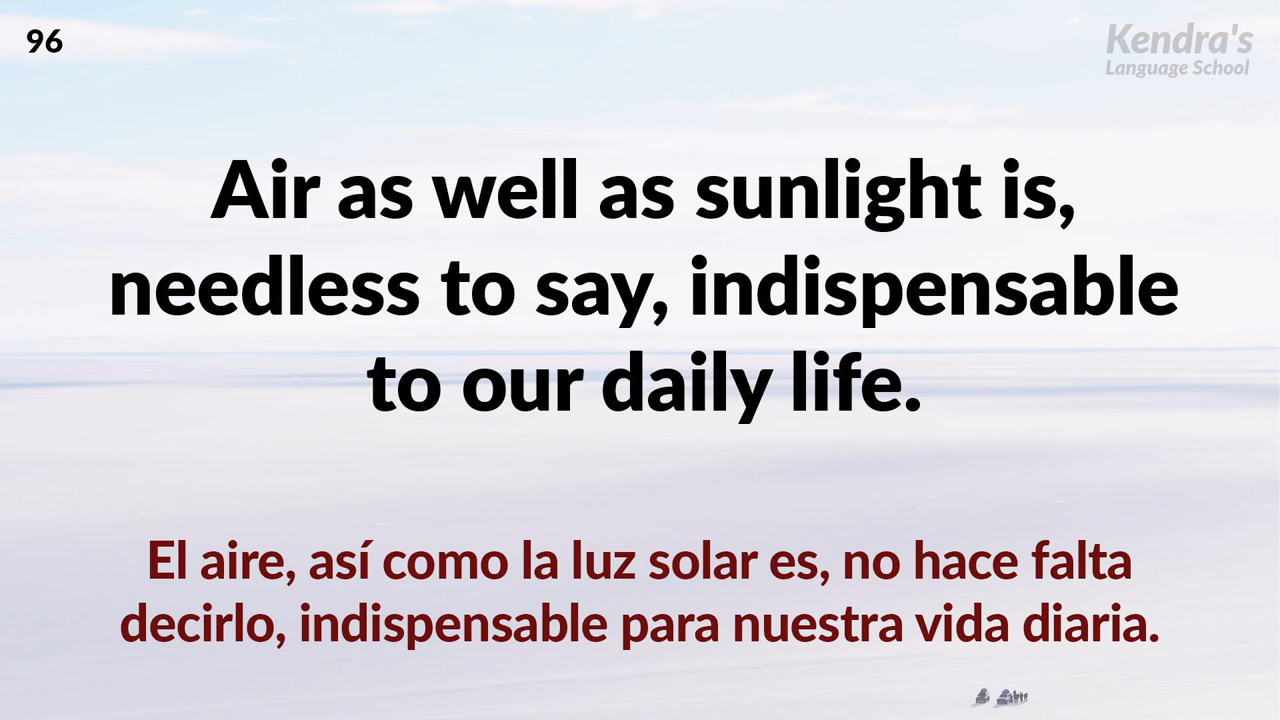 96
Kendra's
Language School
Air as well as sunlight is,
needless to say, indispensable
to our daily life.
El aire, así como la luz solar es, no hace falta
decirlo, indispensable para nuestra vida diaria.